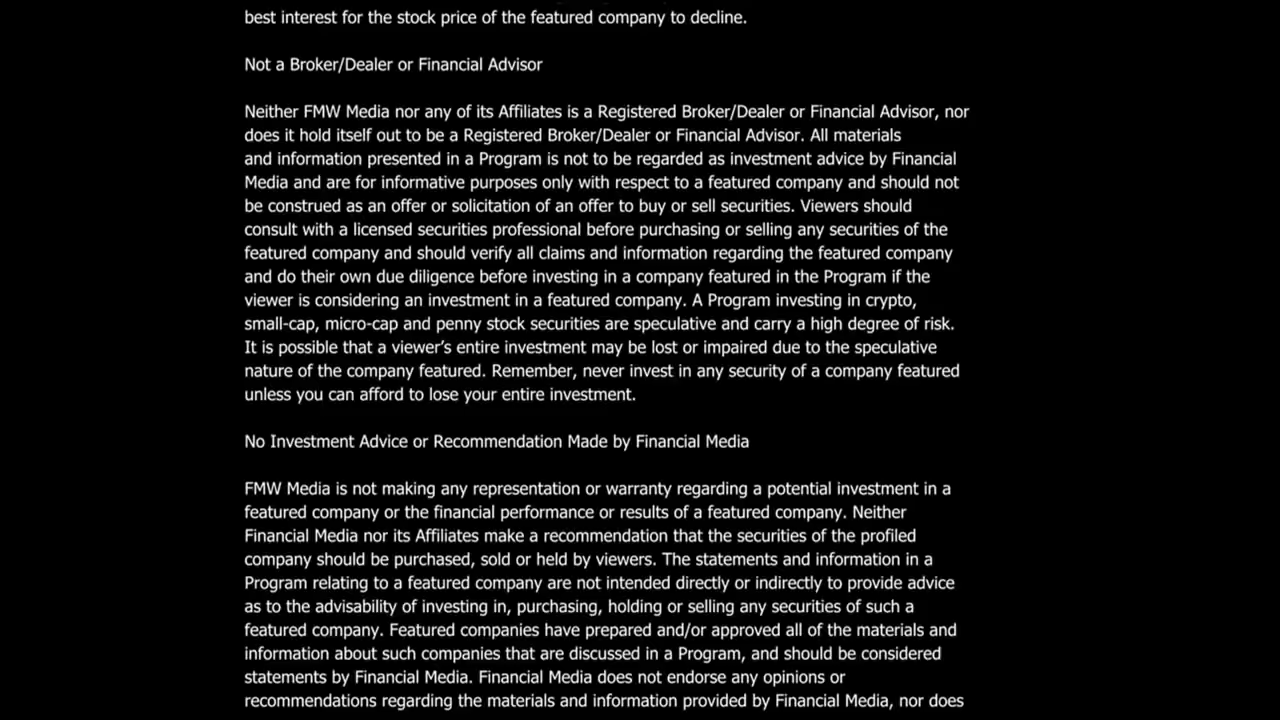 best interest for the stock price of the featured company to decline.
Not a Broker/Dealer or Financial Advisor
Neither FMW Media nor any of its Affiliates is a Registered Broker/Dealer or Financial Advisor, nor
does it hold itself out to be a Registered Broker/Dealer or Financial Advisor. All materials
and information presented in a Program is not to be regarded as investment advice by Financial
Media and are for informative purposes only with respect to a featured company and should not
be construed as an offer or solicitation of an offer to buy or sell securities. Viewers should
consult with a licensed securities professional before purchasing or selling any securities of the
featured company and should verify all claims and information regarding the featured company
and do their own due diligence before investing in a company featured in the Program if the
viewer is considering an investment in a featured company. A Program investing in crypto,
small-cap, micro-cap and penny stock securities are speculative and carry a high degree of risk.
It is possible that a viewer’s entire investment may be lost or impaired due to the speculative
nature of the company featured. Remember, never invest in any security of a company featured
unless you can afford to lose your entire investment.
No Investment Advice or Recommendation Made by Financial Media
FMW Media is not making any representation or warranty regarding a potential investment in a
featured company or the financial performance or results of a featured company. Neither
Financial Media nor its Affiliates make a recommendation that the securities of the profiled
company should be purchased, sold or held by viewers. The statements and information in a
Program relating to a featured company are not intended directly or indirectly to provide advice
as to the advisability of investing in, purchasing, holding or selling any securities of such a
featured company. Featured companies have prepared and/or approved all of the materials and
information about such companies that are discussed in a Program, and should be considered
statements by Financial Media. Financial Media does not endorse any opinions or
recommendations regarding the materials and information provided by Financial Media, nor does